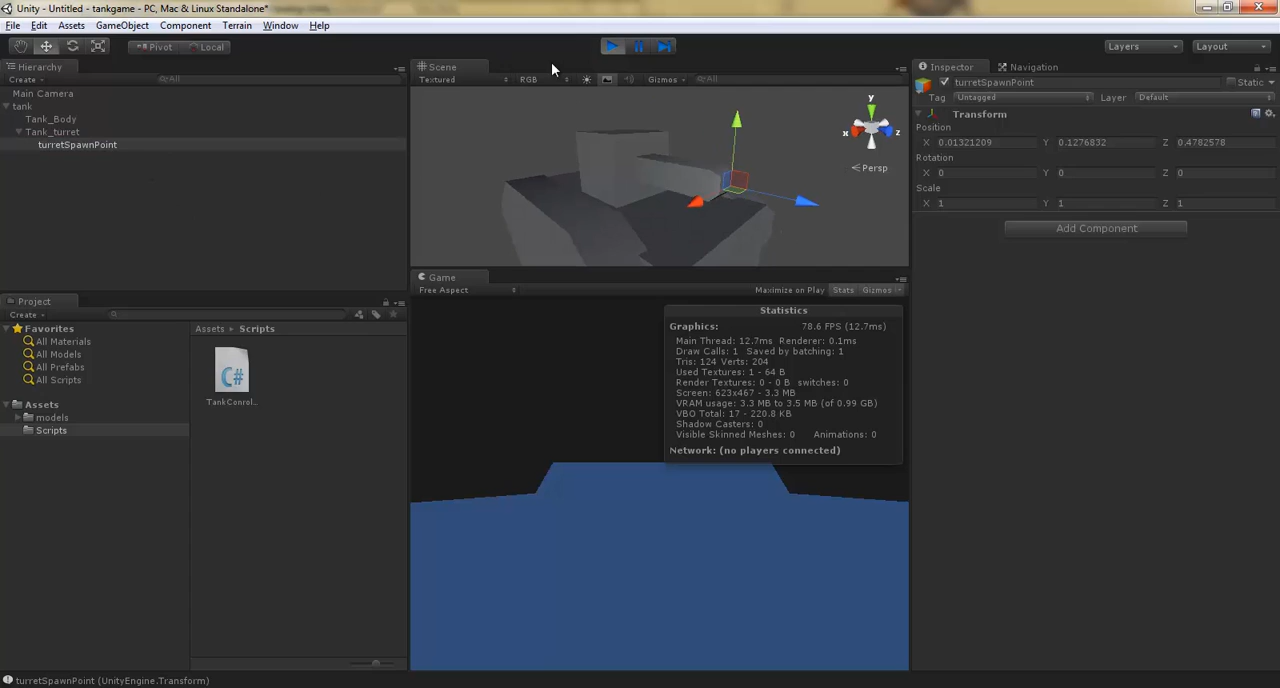 Unity - Untitled - tankgame - PC, Mac & Linux Standalone*
File Edit Assets GameObject Component Terrain Window Help
Pivot Local Layers Layout
Hierarchy
Create All
Main Camera
tank
Tank_Body
Tank_turret
turretSpawnPoint
Scene
Textured RGB Gizmos All
y
x z
Persp
Game
Free Aspect Maximize on Play Stats Gizmos
Statistics
Graphics: 78.6 FPS (12.7ms)
Main Thread: 12.7ms Renderer: 0.1ms
Draw Calls: 1 Saved by batching: 1
Tris: 124 Verts: 204
Used Textures: 1 - 64 B
Render Textures: 0 - 0 B switches: 0
Screen: 623x467 - 3.3 MB
VRAM usage: 3.3 MB to 3.5 MB (of 0.99 GB)
VBO Total: 17 - 220.8 KB
Shadow Casters: 0
Visible Skinned Meshes: 0 Animations: 0
Network: (no players connected)
Inspector Navigation
turretSpawnPoint Static
Tag Untagged Layer Default
Transform
Position
X 0.01321209 Y 0.1276832 Z 0.4782578
Rotation
X 0 Y 0 Z 0
Scale
X 1 Y 1 Z 1
Add Component
Project
Create
Favorites
All Materials
All Models
All Prefabs
All Scripts
Assets
models
Scripts
Assets Scripts
C#
TankConrol...
turretSpawnPoint (UnityEngine.Transform)